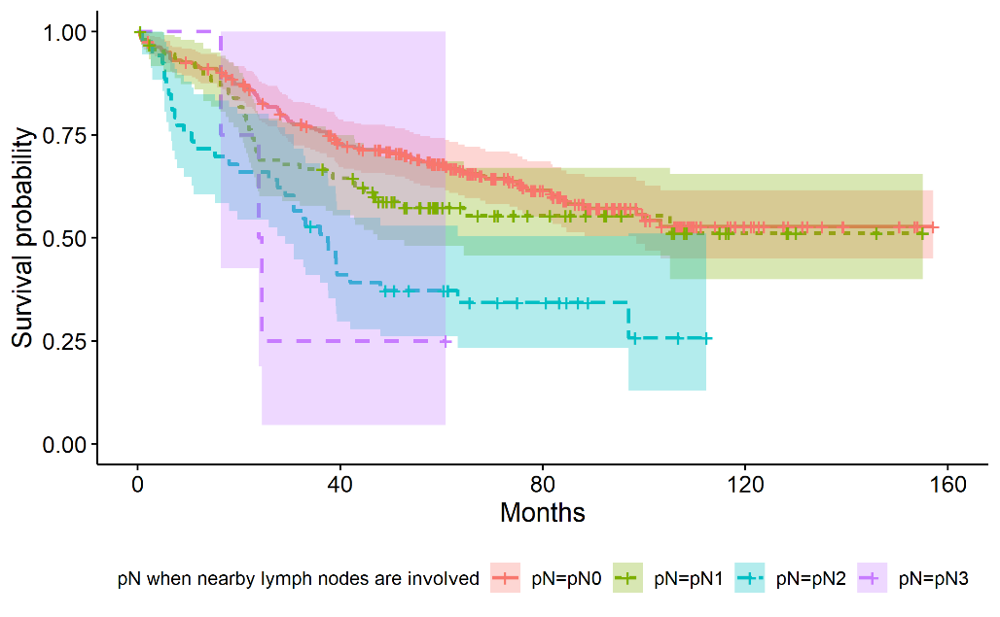 Survival probability
1.00
0.75
0.50
0.25
0.00
0 40 80 120 160
Months
pN when nearby lymph nodes are involved pN=pN0 pN=pN1 pN=pN2 pN=pN3